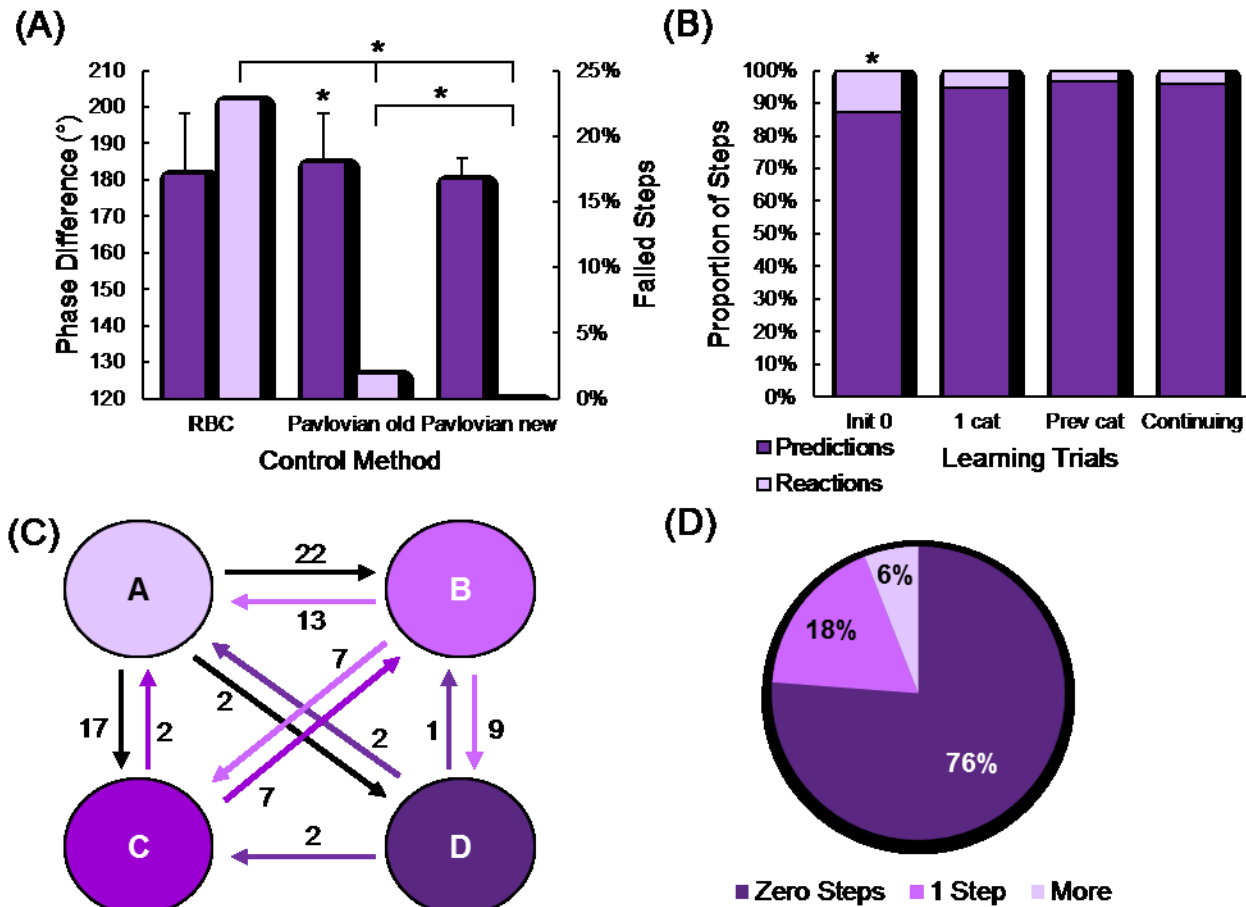 (A)
*
*
*
210
200
190
180
170
160
150
140
130
120
Phase Difference (°)
25%
20%
15%
10%
5%
0%
Falled Steps
RBC
Pavlovian old
Pavlovian new
Control Method
(B)
*
100%
90%
80%
70%
60%
50%
40%
30%
20%
10%
0%
Proportion of Steps
Init 0
1 cat
Prev cat
Continuing
Learning Trials
Predictions
Reactions
(C)
A
B
C
D
22
13
7
2
17
2
2
1
9
7
2
(D)
6%
18%
76%
Zero Steps
1 Step
More